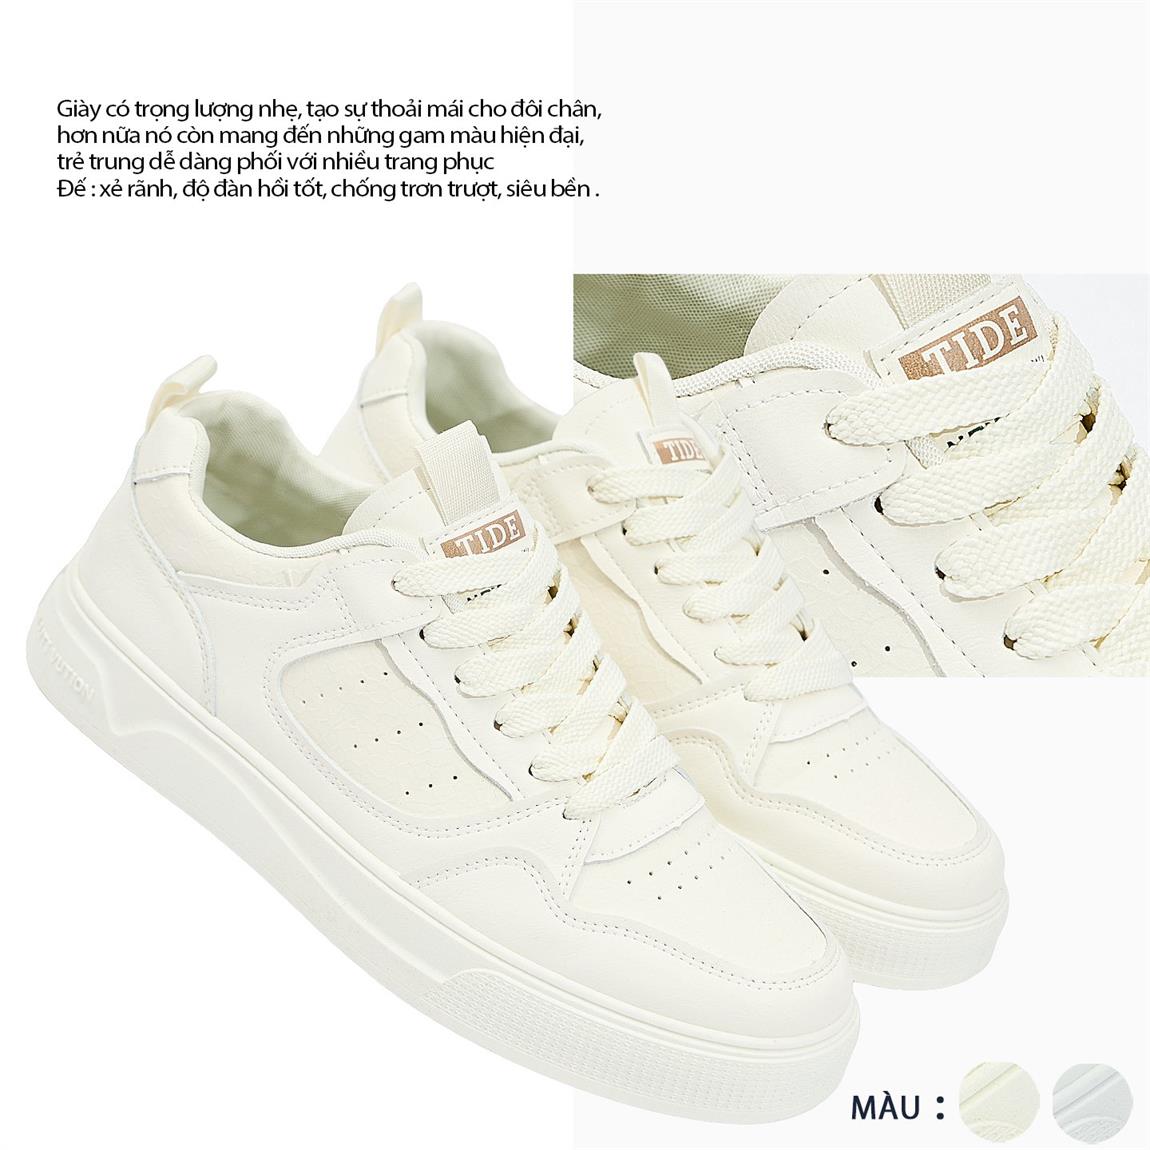 Giày có trọng lượng nhẹ, tạo sự thoải mái cho đôi chân,
hơn nữa nó còn mang đến những gam màu hiện đại,
trẻ trung dễ dàng phối với nhiều trang phục
Đế : xẻ rãnh, độ đàn hồi tốt, chống trơn trượt, siêu bền .
TIDE
TIDE
TIDE
VUTTON
MÀU :